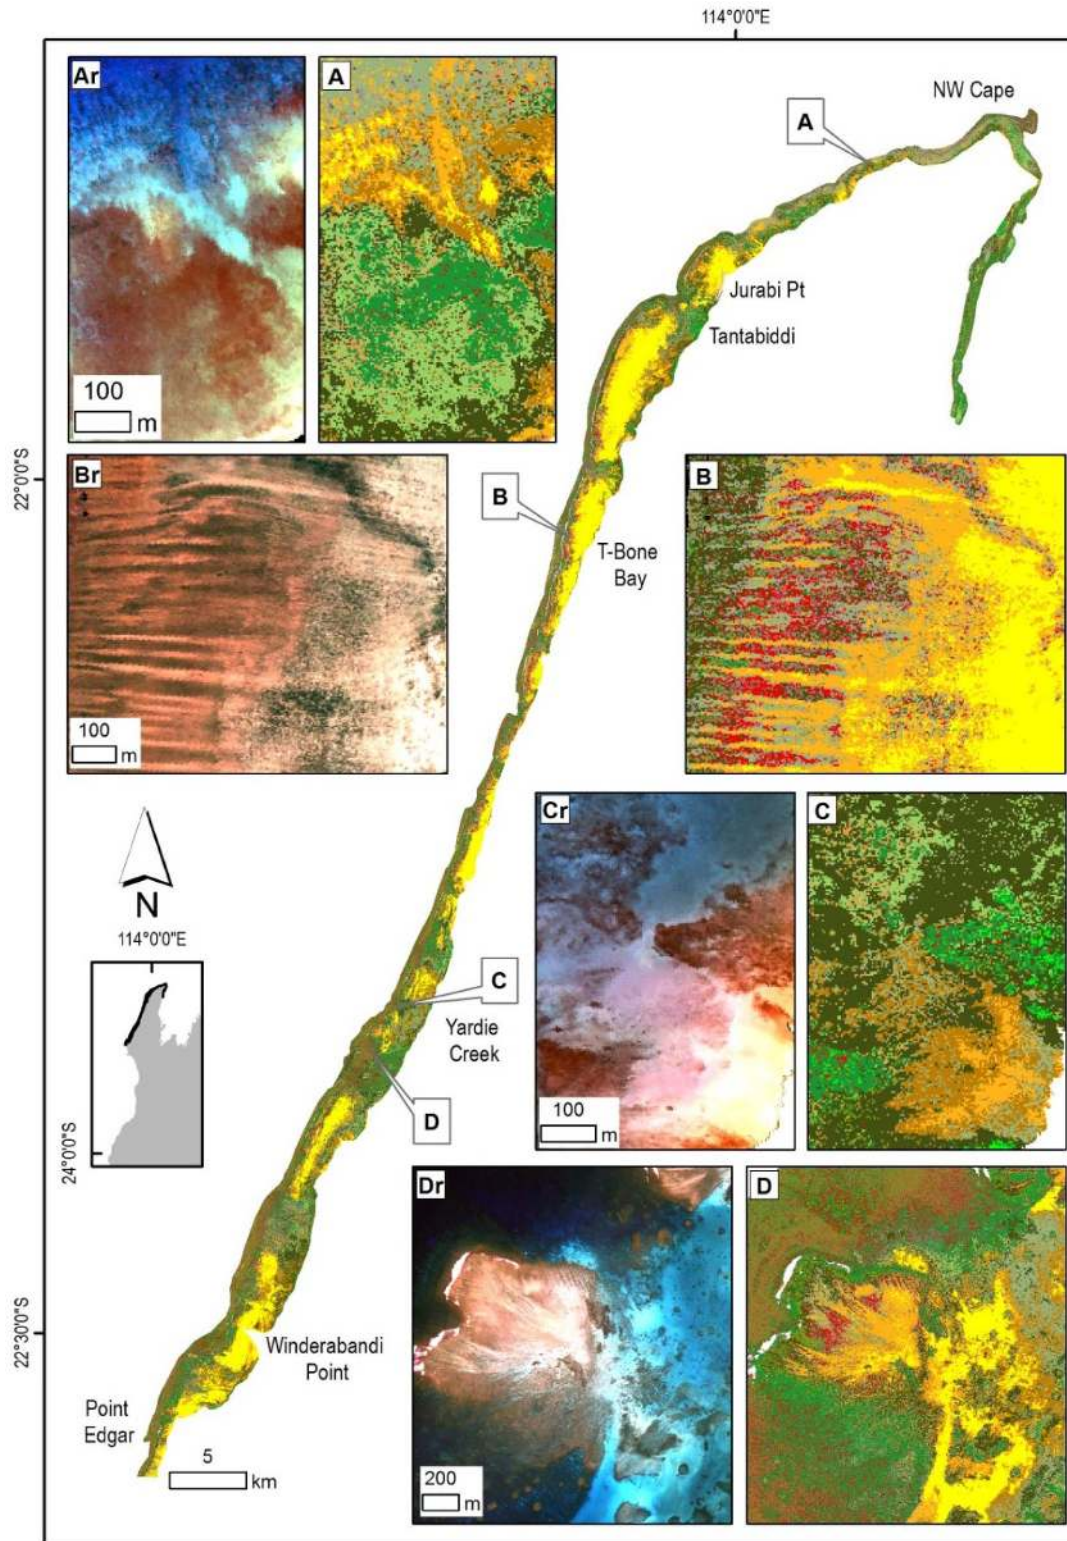 114°0'0"E
Ar
A
NW Cape
A
100
m
Jurabi Pt
Tantabiddi
22°0'0"S
Br
B
B
T-Bone
Bay
100
m
Cr
C
N
114°0'0"E
C
Yardie
Creek
100
m
D
24°0'0"S
Dr
D
22°30'0"S
Winderabandi
Point
Point
Edgar
5
km
200
m